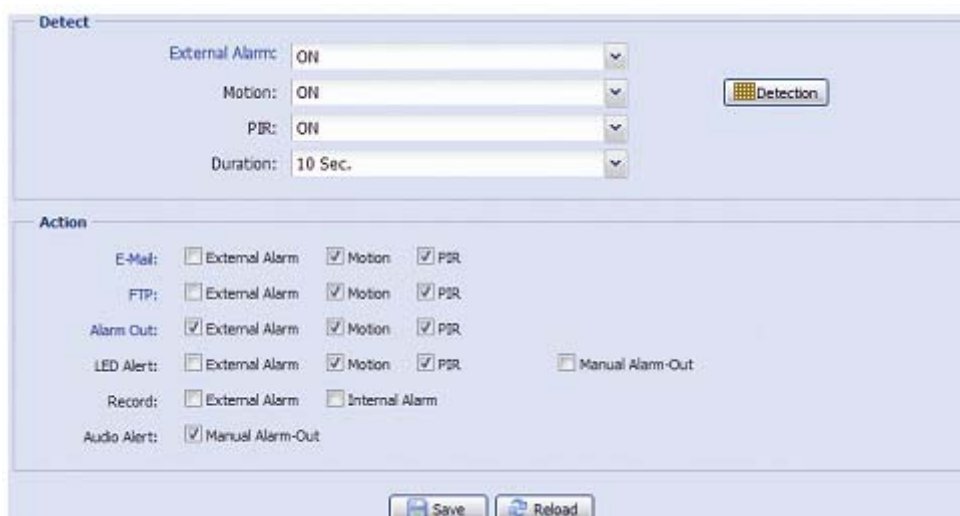 Detect
External Alarm: ON
Motion: ON Detection
PIR: ON
Duration: 10 Sec.
Action
E-Mail: External Alarm Motion PIR
FTP: External Alarm Motion PIR
Alarm Out: External Alarm Motion PIR
LED Alert: External Alarm Motion PIR Manual Alarm-Out
Record: External Alarm Internal Alarm
Audio Alert: Manual Alarm-Out
Save Reload